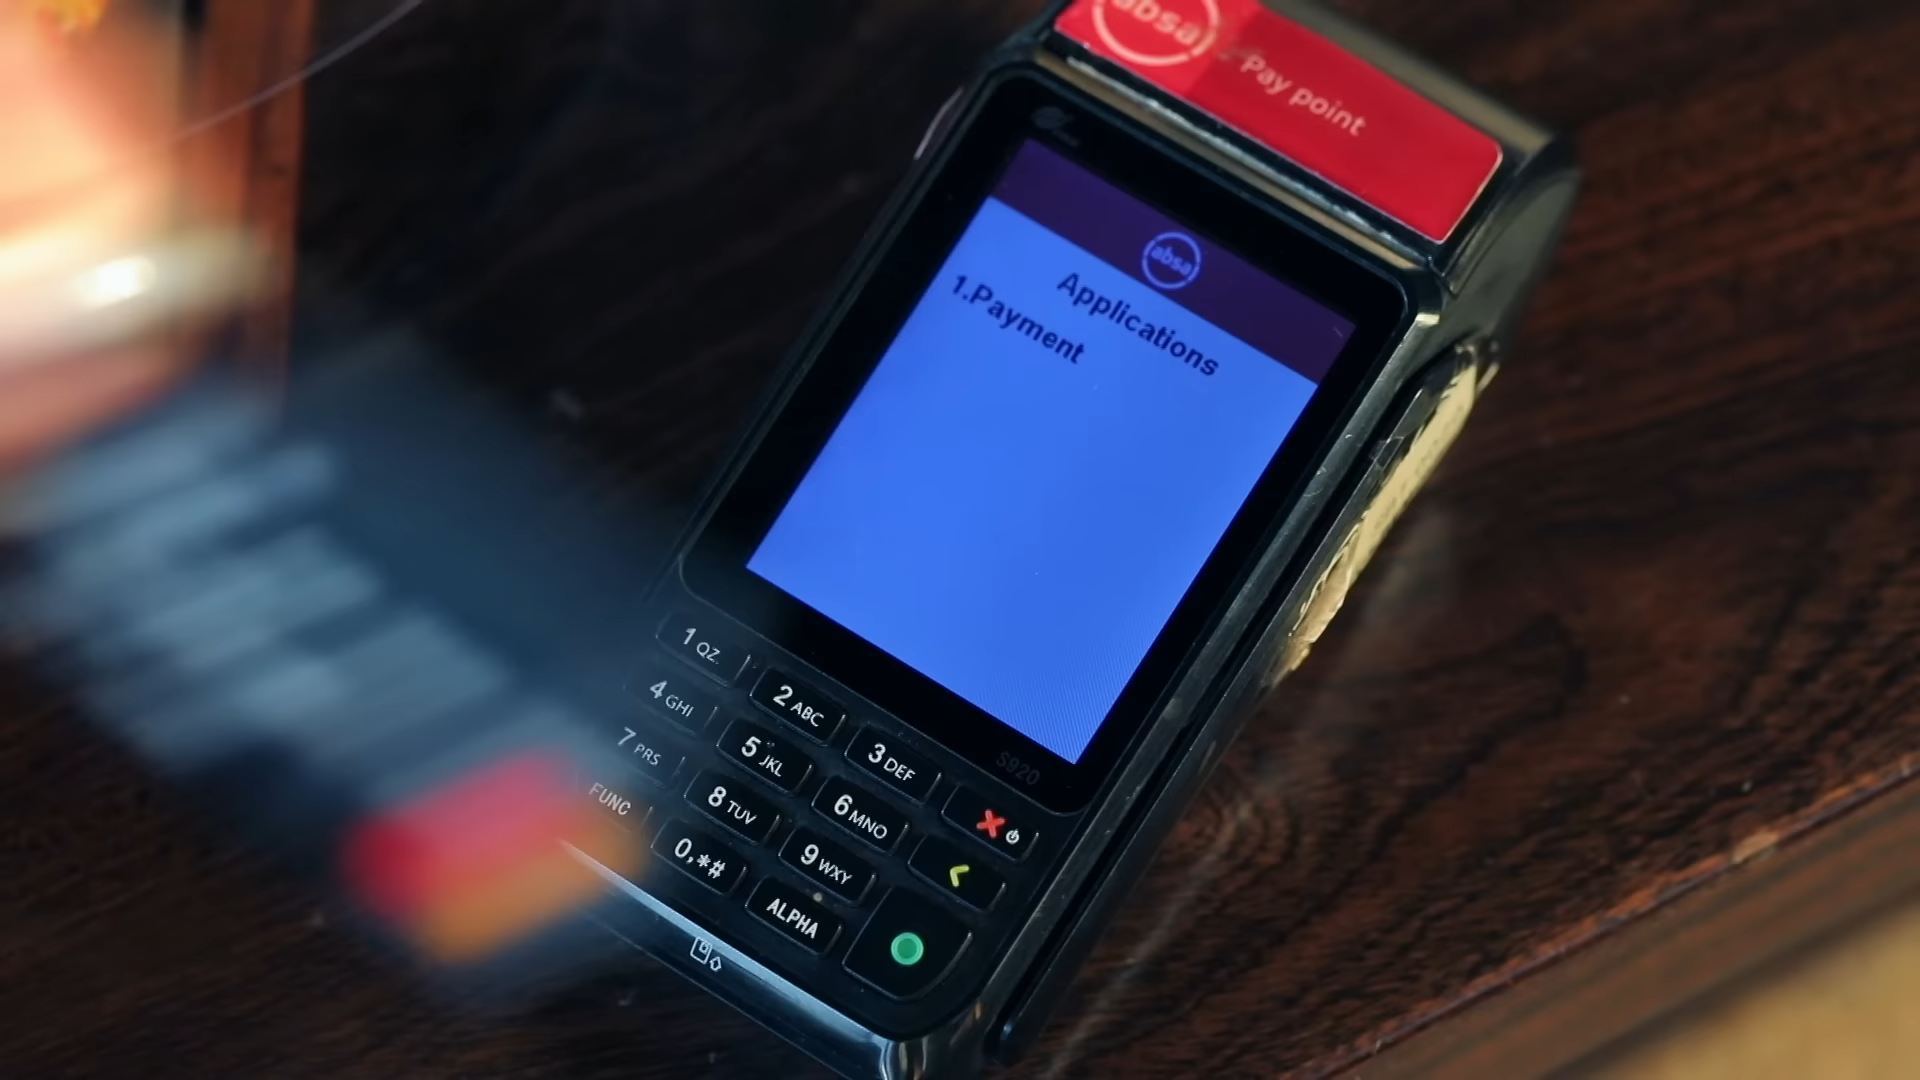 absa
Pay point
absa
Applications
1.Payment
S920
1 QZ.
2 ABC
3 DEF
4 GHI
5 JKL
6 MNO
7 PRS
8 TUV
9 WXY
FUNC
0,*#
ALPHA